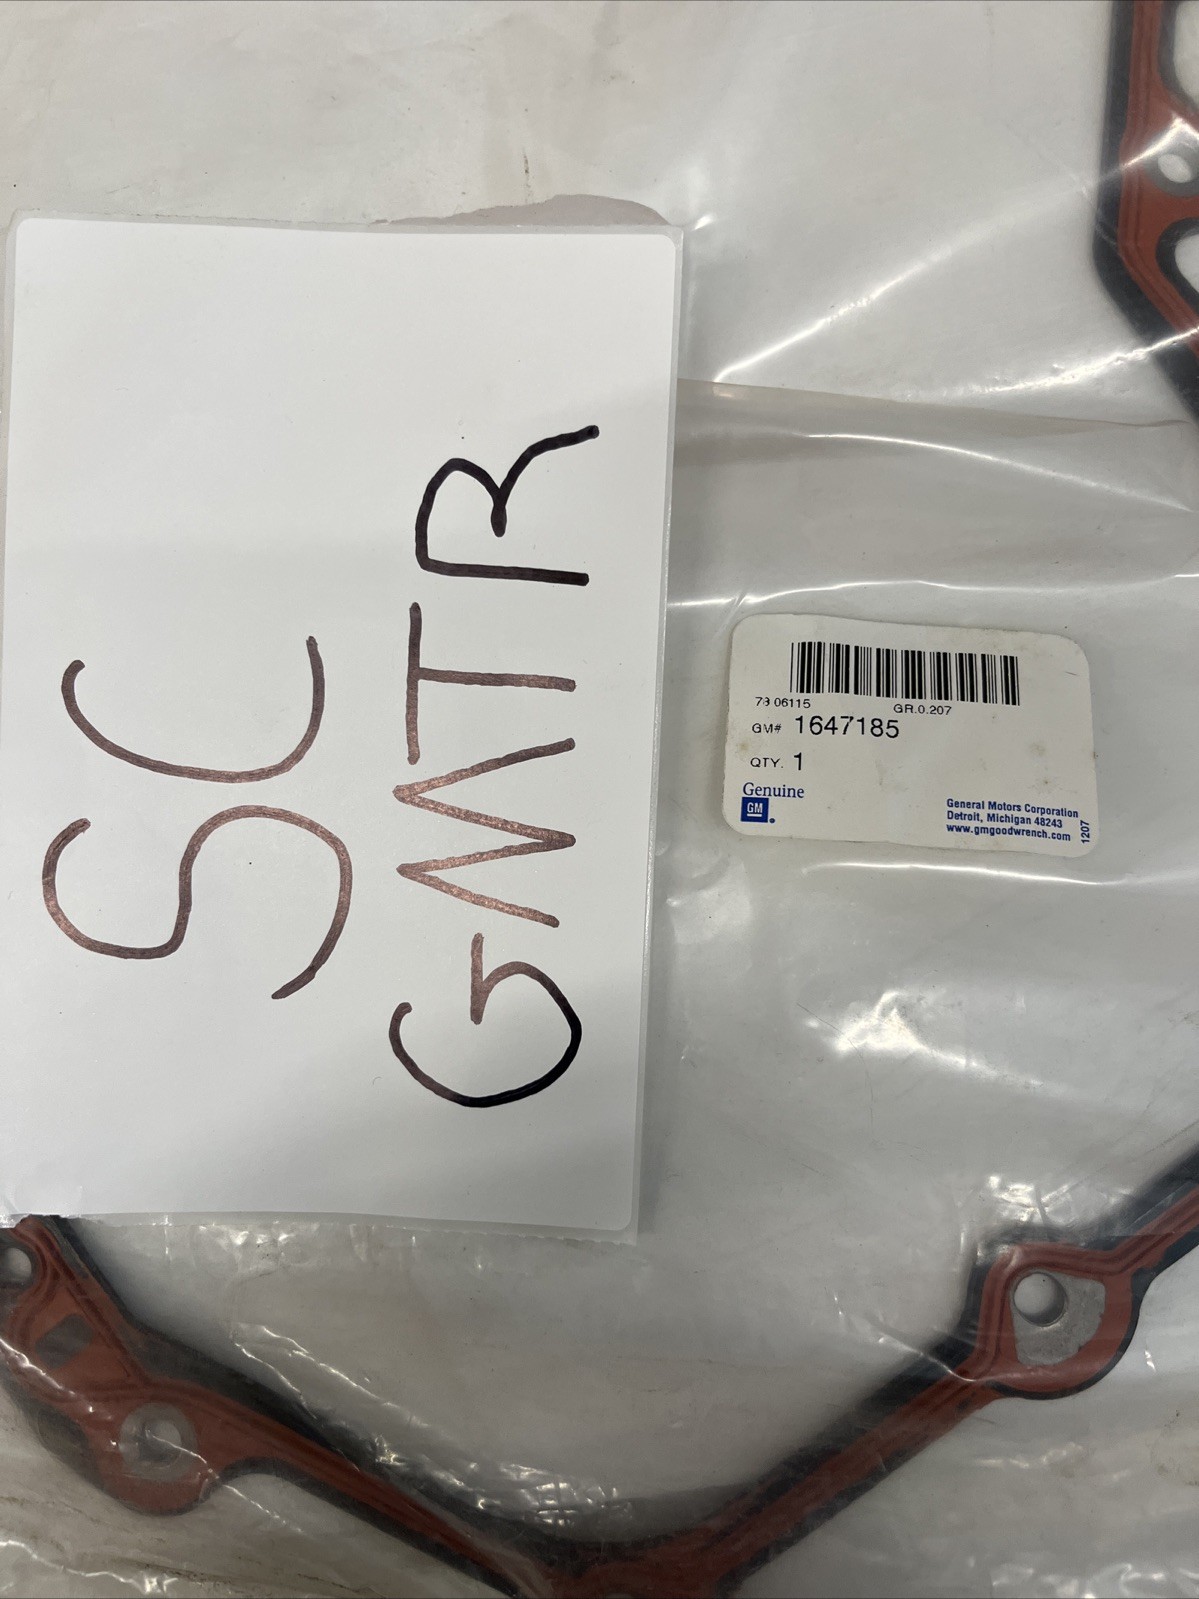 SC
GMTR
78 06115 GR.0.207
GM# 1647185
QTY. 1
Genuine
GM
General Motors Corporation
Detroit, Michigan 48243
www.gmgoodwrench.com
1207